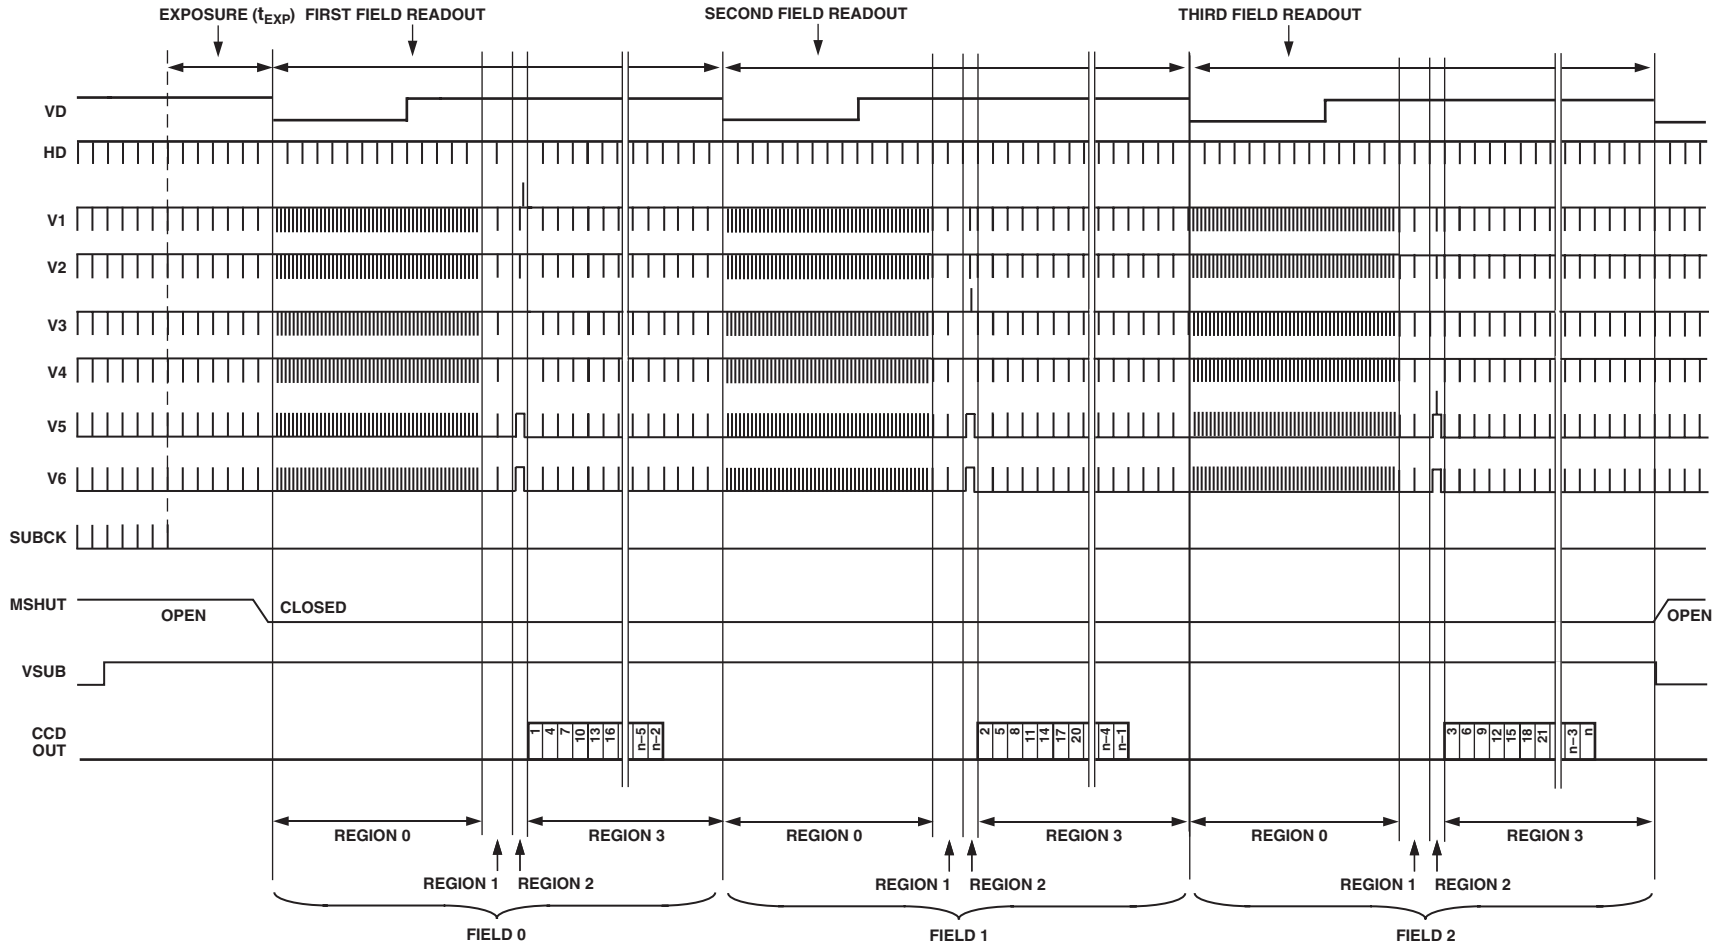 EXPOSURE (tEXP) FIRST FIELD READOUT SECOND FIELD READOUT THIRD FIELD READOUT
VD
HD
V1
V2
V3
V4
V5
V6
SUBCK
MSHUT OPEN CLOSED OPEN
VSUB
CCD
OUT
1 4 7 10 13 16 n–5 n–2 2 5 8 11 14 17 20 n–4 n–1 3 6 9 12 15 18 21 n–3 n
REGION 0 REGION 3 REGION 0 REGION 3 REGION 0 REGION 3
REGION 1 REGION 2 REGION 1 REGION 2 REGION 1 REGION 2
FIELD 0 FIELD 1 FIELD 2